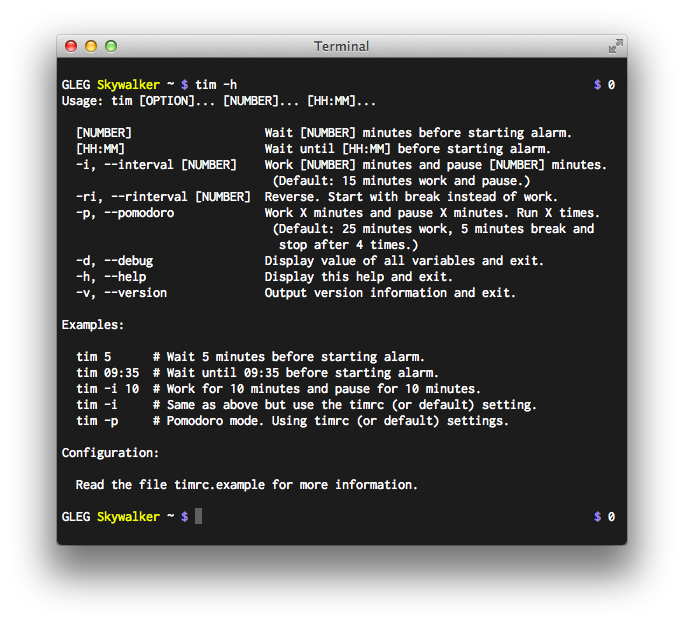 Terminal
GLEG Skywalker ~ $ tim -h $ 0
Usage: tim [OPTION]... [NUMBER]... [HH:MM]...
[NUMBER] Wait [NUMBER] minutes before starting alarm.
[HH:MM] Wait until [HH:MM] before starting alarm.
-i, --interval [NUMBER] Work [NUMBER] minutes and pause [NUMBER] minutes.
(Default: 15 minutes work and pause.)
-ri, --rinterval [NUMBER] Reverse. Start with break instead of work.
-p, --pomodoro Work X minutes and pause X minutes. Run X times.
(Default: 25 minutes work, 5 minutes break and
stop after 4 times.)
-d, --debug Display value of all variables and exit.
-h, --help Display this help and exit.
-v, --version Output version information and exit.
Examples:
tim 5 # Wait 5 minutes before starting alarm.
tim 09:35 # Wait until 09:35 before starting alarm.
tim -i 10 # Work for 10 minutes and pause for 10 minutes.
tim -i # Same as above but use the timrc (or default) setting.
tim -p # Pomodoro mode. Using timrc (or default) settings.
Configuration:
Read the file timrc.example for more information.
GLEG Skywalker ~ $ $ 0